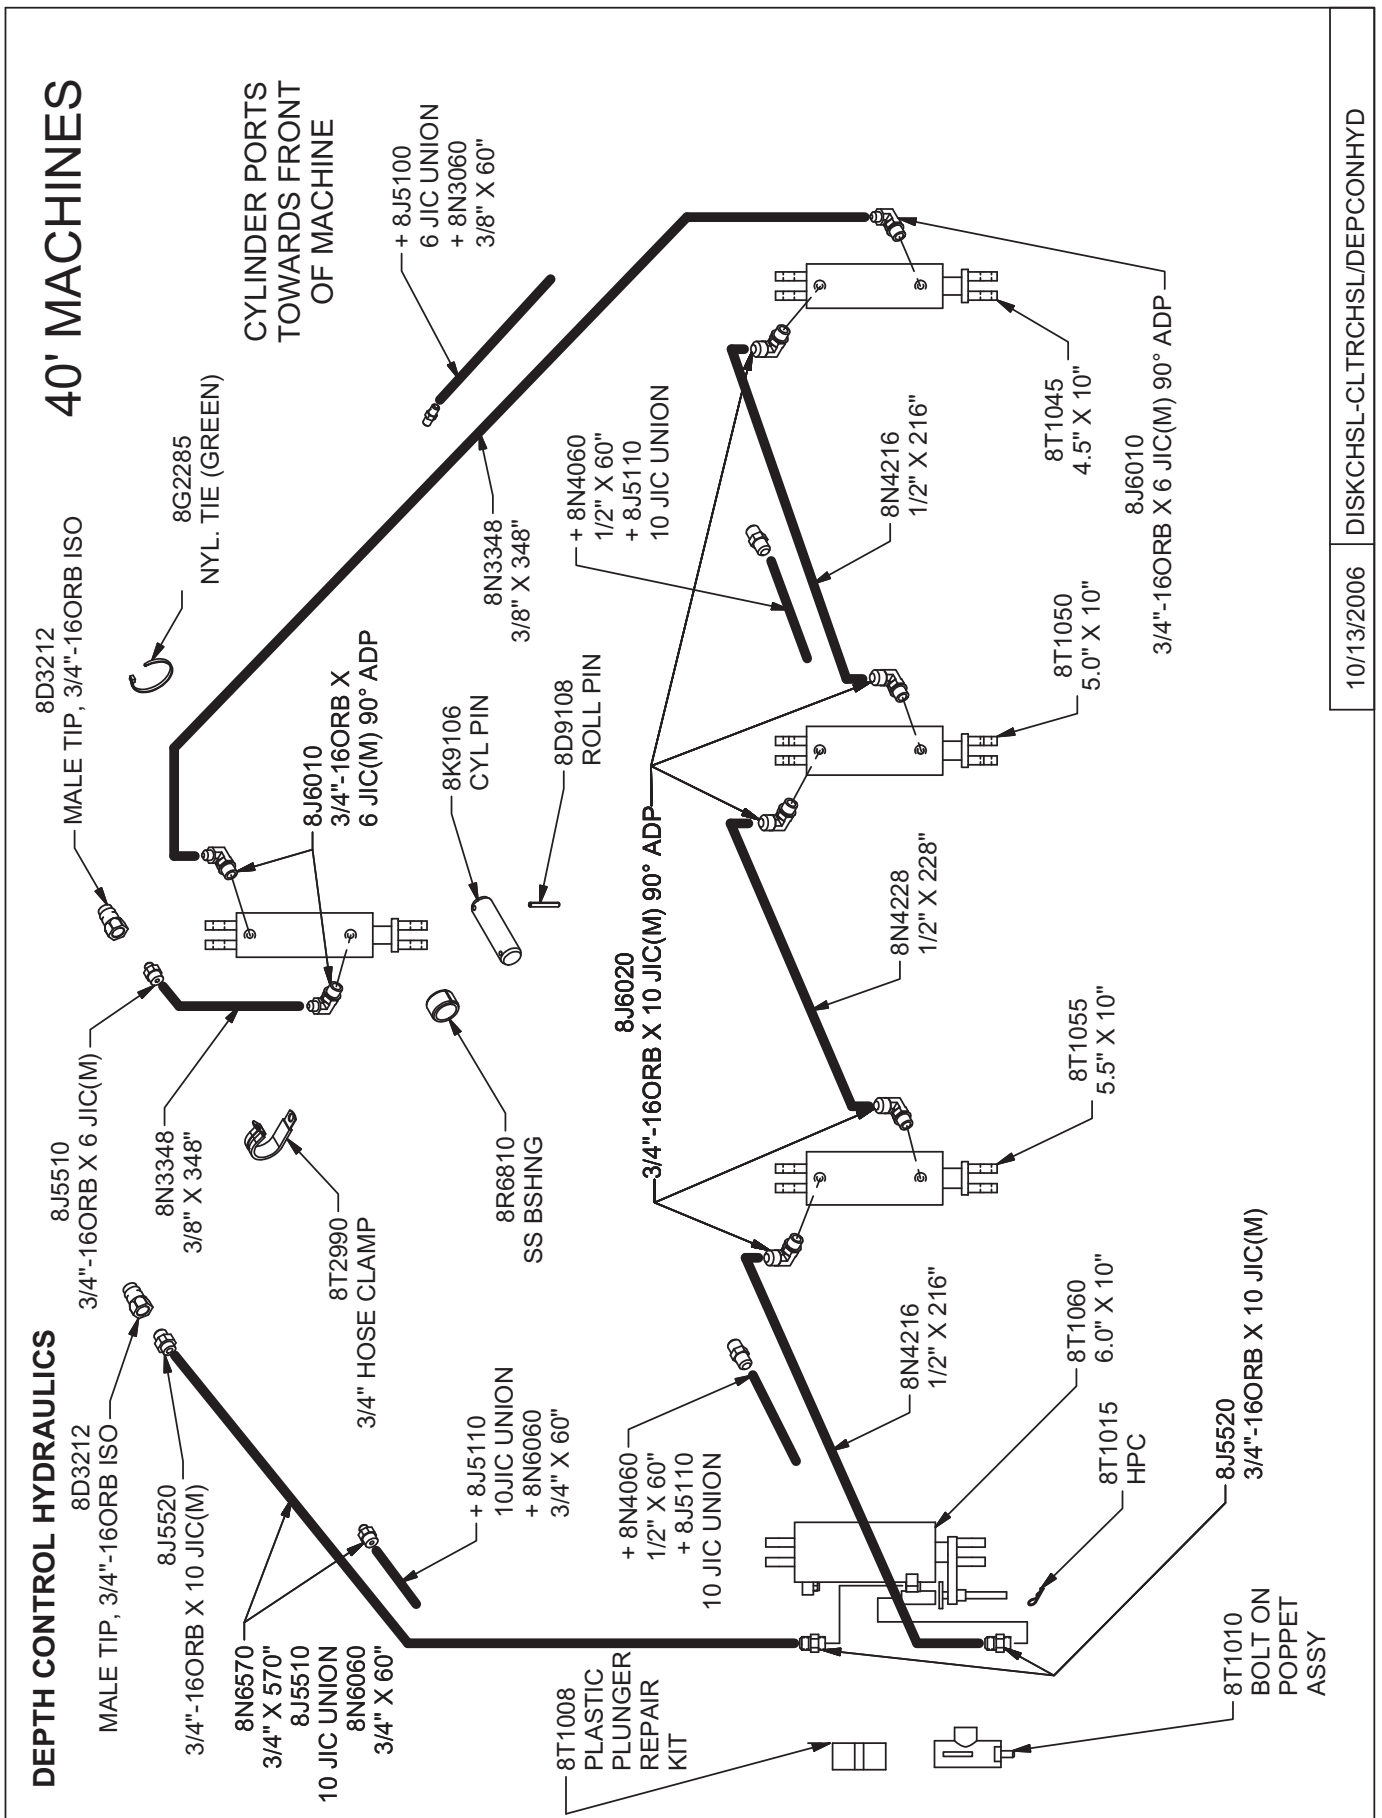 DEPTH CONTROL HYDRAULICS
40' MACHINES
8D3212
MALE TIP, 3/4"-16ORB ISO
8J5520
3/4"-16ORB X 10 JIC(M)
8N6570
3/4" X 570"
8J5510
10 JIC UNION
8N6060
3/4" X 60"
+ 8J5110
10JIC UNION
+ 8N6060
3/4" X 60"
8T1008
PLASTIC
PLUNGER
REPAIR
KIT
8J5510
3/4"-16ORB X 6 JIC(M)
8N3348
3/8" X 348"
8T2990
3/4" HOSE CLAMP
8R6810
SS BSHNG
8D3212
MALE TIP, 3/4"-16ORB ISO
8G2285
NYL. TIE (GREEN)
8J6010
3/4"-16ORB X
6 JIC(M) 90° ADP
8K9106
CYL PIN
8D9108
ROLL PIN
CYLINDER PORTS
TOWARDS FRONT
OF MACHINE
+ 8J5100
6 JIC UNION
+ 8N3060
3/8" X 60"
8N3348
3/8" X 348"
+ 8N4060
1/2" X 60"
+ 8J5110
10 JIC UNION
8J6020
3/4"-16ORB X 10 JIC(M) 90° ADP
+ 8N4060
1/2" X 60"
+ 8J5110
10 JIC UNION
8N4216
1/2" X 216"
8N4228
1/2" X 228"
8N4216
1/2" X 216"
8T1060
6.0" X 10"
8T1055
5.5" X 10"
8T1050
5.0" X 10"
8T1045
4.5" X 10"
8T1015
HPC
8J5520
3/4"-16ORB X 10 JIC(M)
8J6010
3/4"-16ORB X 6 JIC(M) 90° ADP
8T1010
BOLT ON
POPPET
ASSY
10/13/2006
DISKCHSL-CLTRCHSL/DEPCONHYD